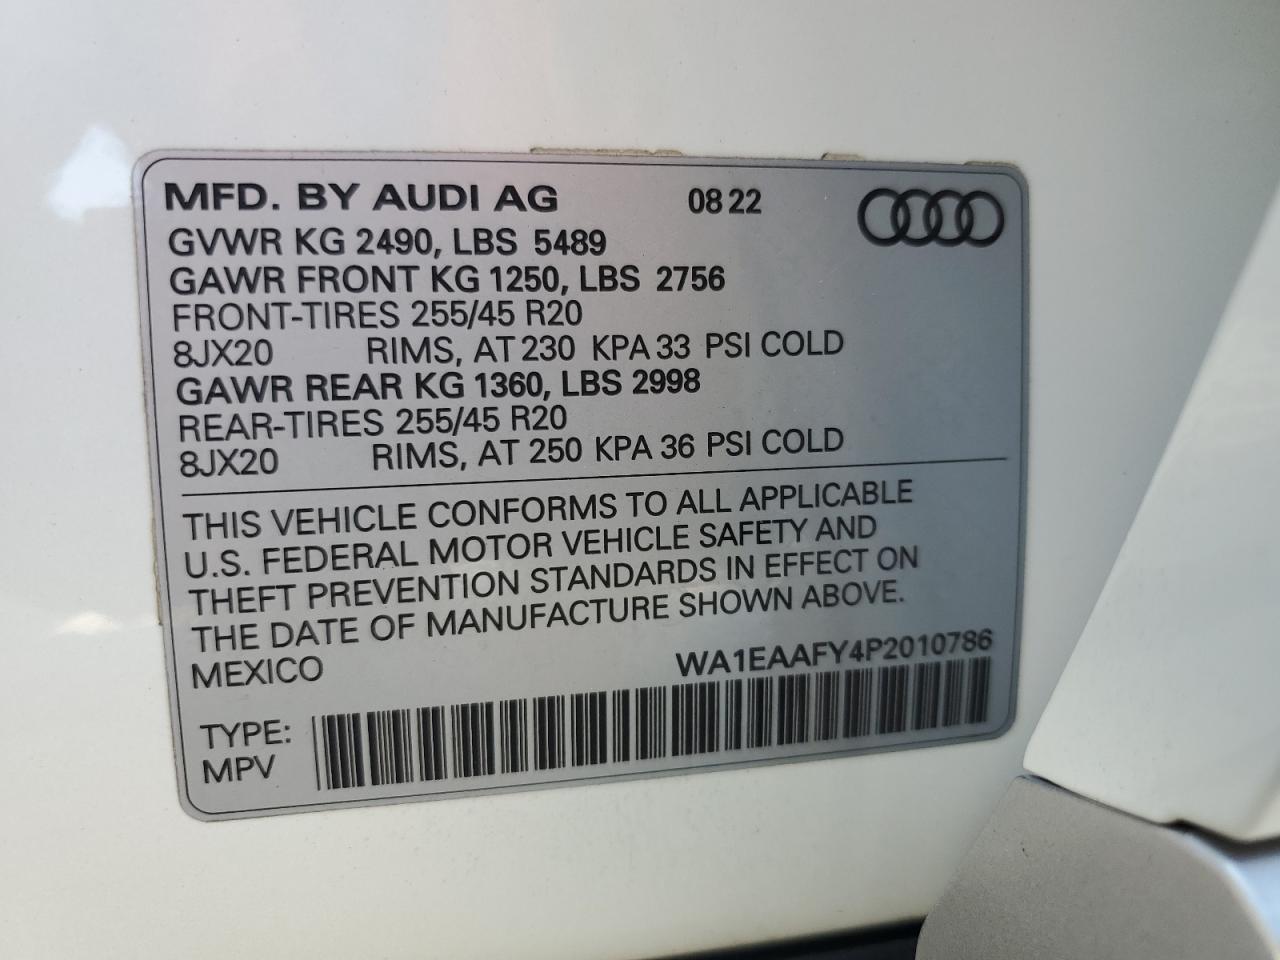 MFD. BY AUDI AG 08 22
GVWR KG 2490, LBS 5489
GAWR FRONT KG 1250, LBS 2756
FRONT-TIRES 255/45 R20
8JX20 RIMS, AT 230 KPA 33 PSI COLD
GAWR REAR KG 1360, LBS 2998
REAR-TIRES 255/45 R20
8JX20 RIMS, AT 250 KPA 36 PSI COLD
THIS VEHICLE CONFORMS TO ALL APPLICABLE
U.S. FEDERAL MOTOR VEHICLE SAFETY AND
THEFT PREVENTION STANDARDS IN EFFECT ON
THE DATE OF MANUFACTURE SHOWN ABOVE.
MEXICO WA1EAAFY4P2010786
TYPE:
MPV